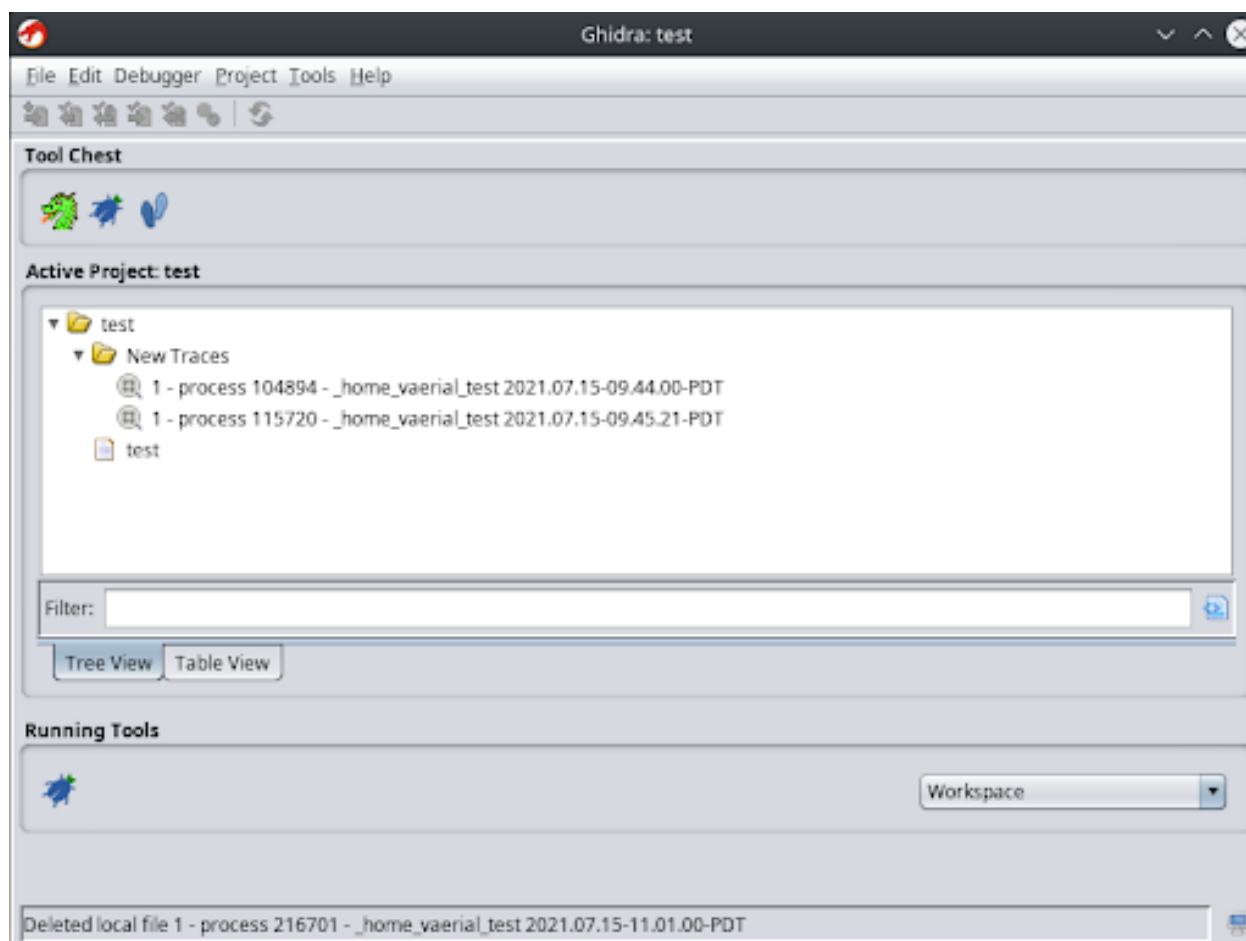 Ghidra: test
File Edit Debugger Project Tools Help
Tool Chest
Active Project: test
test
New Traces
1 - process 104894 - _home_vaerial_test 2021.07.15-09.44.00-PDT
1 - process 115720 - _home_vaerial_test 2021.07.15-09.45.21-PDT
test
Filter:
Tree View Table View
Running Tools
Workspace
Deleted local file 1 - process 216701 - _home_vaerial_test 2021.07.15-11.01.00-PDT